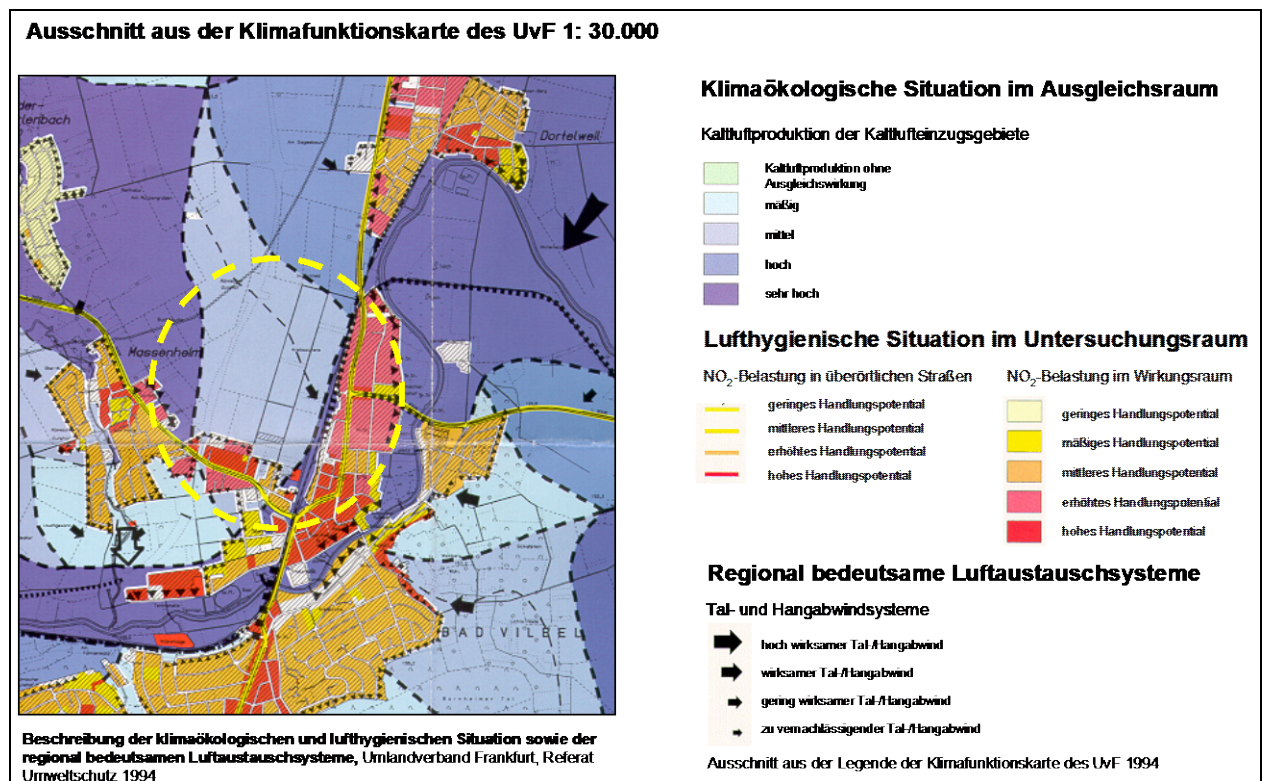 Ausschnitt aus der Klimafunktionskarte des UvF 1: 30.000
Dortelweil
Massenheim
BAD VILBEL
Beschreibung der klimaökologischen und lufthygienischen Situation sowie der
regional bedeutsamen Luftaustauschsysteme, Umlandverband Frankfurt, Referat
Umweltschutz 1994
Klimaökologische Situation im Ausgleichsraum
Kaltluftproduktion der Kaltlufteinzugsgebiete
Kaltluftproduktion ohne
Ausgleichswirkung
mäßig
mittel
hoch
sehr hoch
Lufthygienische Situation im Untersuchungsraum
NO₂-Belastung in überörtlichen Straßen
geringes Handlungspotential
mittleres Handlungspotential
erhöhtes Handlungspotential
hohes Handlungspotential
NO₂-Belastung im Wirkungsraum
geringes Handlungspotential
mäßiges Handlungspotential
mittleres Handlungspotential
erhöhtes Handlungspotential
hohes Handlungspotential
Regional bedeutsame Luftaustauschsysteme
Tal- und Hangabwindsysteme
hoch wirksamer Tal-/Hangabwind
wirksamer Tal-/Hangabwind
gering wirksamer Tal-/Hangabwind
zu vernachlässigender Tal-/Hangabwind
Ausschnitt aus der Legende der Klimafunktionskarte des UvF 1994